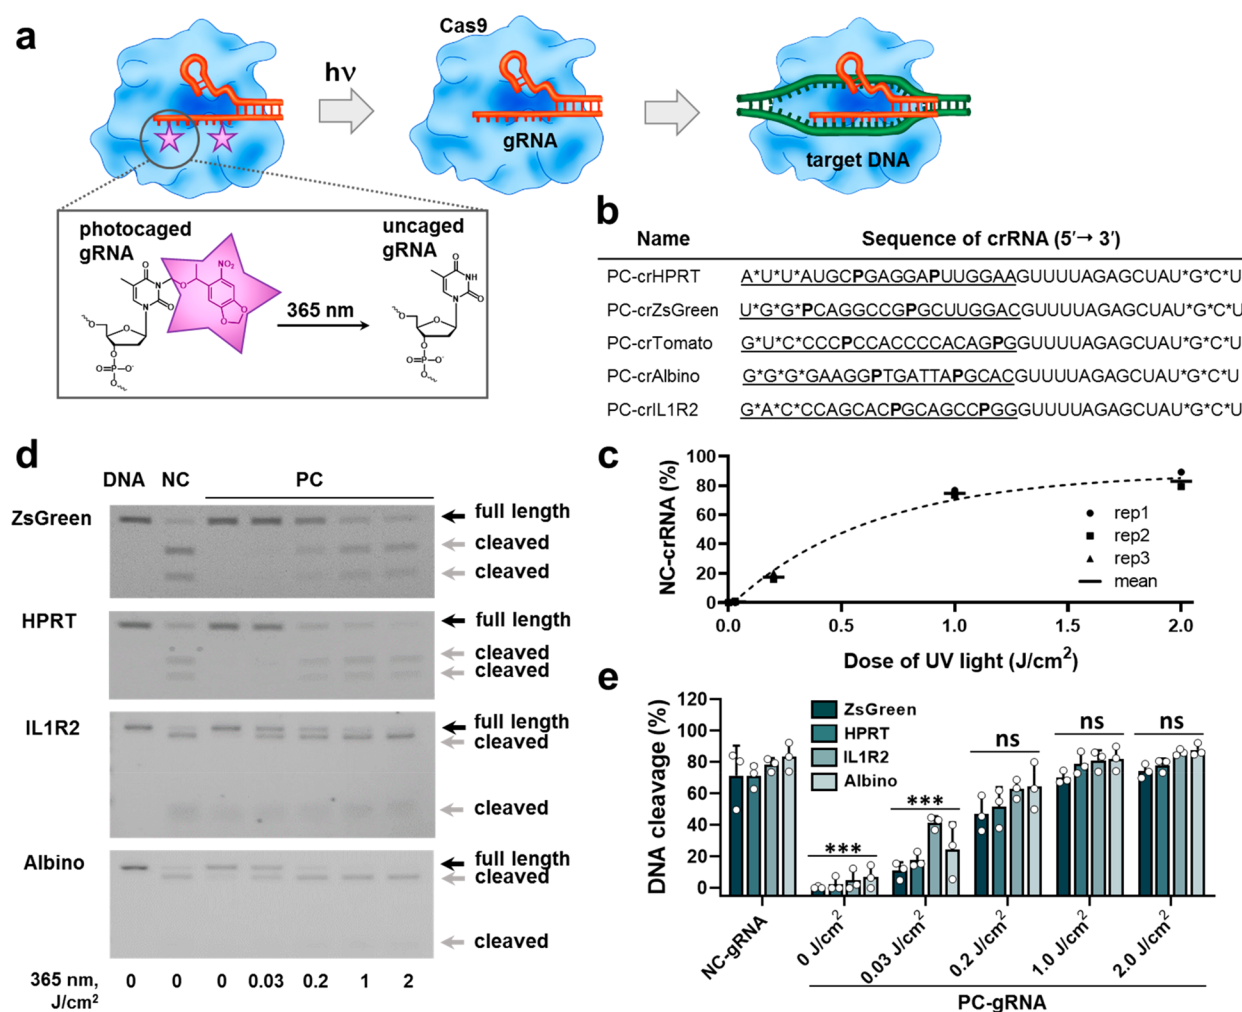 a
hν
Cas9
gRNA
target DNA
photocaged
gRNA
uncaged
gRNA
365 nm
b
Name Sequence of crRNA (5′→ 3′)
PC-crHPRT A*U*U*AUGCPGAGGAPUUGGAAGUUUUAGAGCUAU*G*C*U
PC-crZsGreen U*G*G*PCAGGCCGPGCUUGGACGUUUUAGAGCUAU*G*C*U
PC-crTomato G*U*C*CCCPCCACCCCACAGPGGUUUUAGAGCUAU*G*C*U
PC-crAlbino G*G*G*GAAGGPTGATTAPGCACGUUUUAGAGCUAU*G*C*U
PC-crIL1R2 G*A*C*CCAGCACPGCAGCCPGGGUUUUAGAGCUAU*G*C*U
c
NC-crRNA (%)
100
80
60
40
20
0
0.0 0.5 1.0 1.5 2.0
Dose of UV light (J/cm²)
rep1
rep2
rep3
mean
d
DNA NC PC
ZsGreen
full length
cleaved
cleaved
HPRT
full length
cleaved
cleaved
IL1R2
full length
cleaved
cleaved
Albino
full length
cleaved
cleaved
365 nm, 0 0 0 0.03 0.2 1 2
J/cm²
e
DNA cleavage (%)
120
100
80
60
40
20
0
ZsGreen
HPRT
IL1R2
Albino
***
***
ns
ns
ns
NC-gRNA
0 J/cm²
0.03 J/cm²
0.2 J/cm²
1.0 J/cm²
2.0 J/cm²
PC-gRNA